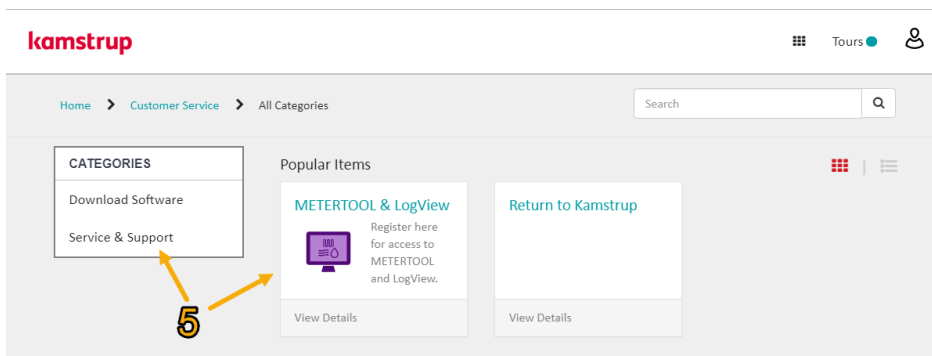 kamstrup
Tours
Home > Customer Service > All Categories
Search
CATEGORIES
Download Software
Service & Support
Popular Items
METERTOOL & LogView
Register here
for access to
METERTOOL
and LogView.
View Details
Return to Kamstrup
View Details
5